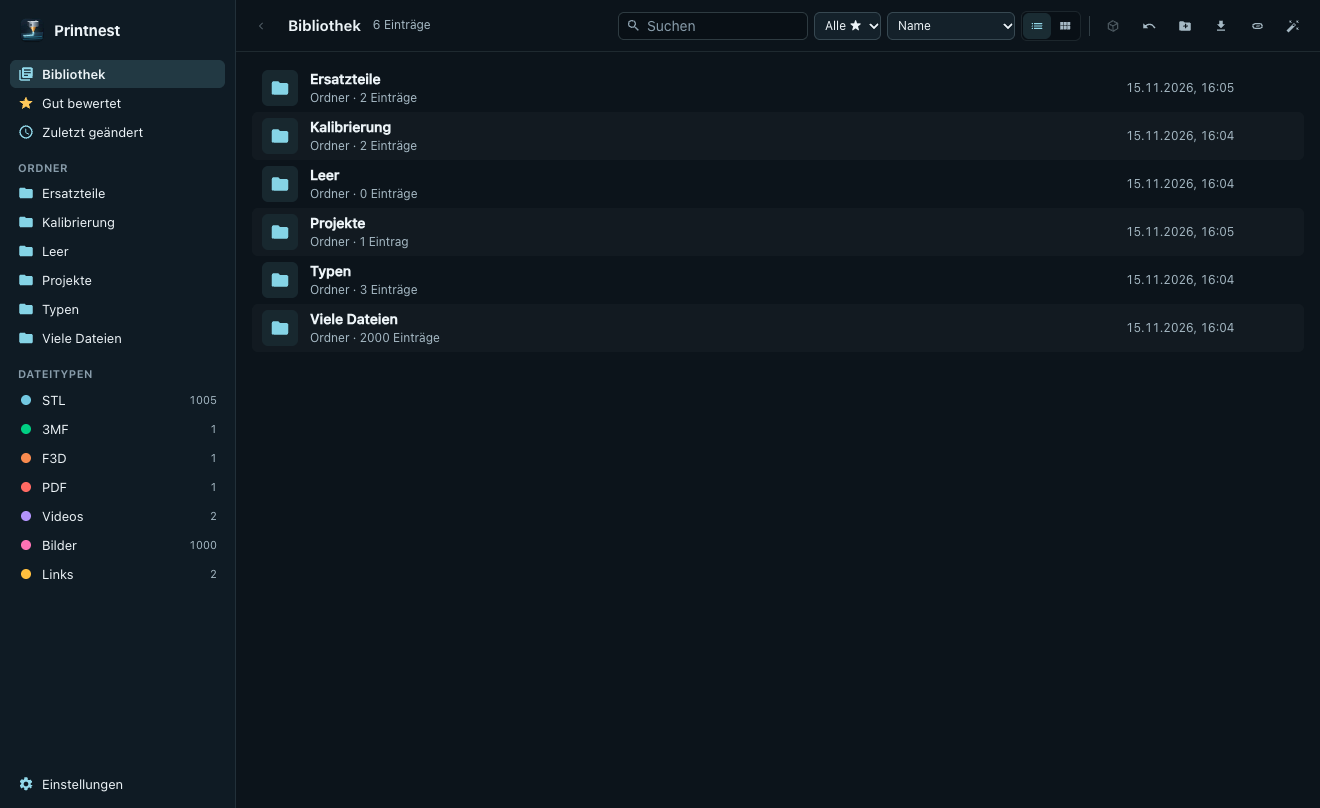 Printnest
Bibliothek
Gut bewertet
Zuletzt geändert
ORDNER
Ersatzteile
Kalibrierung
Leer
Projekte
Typen
Viele Dateien
DATEITYPEN
STL 1005
3MF 1
F3D 1
PDF 1
Videos 2
Bilder 1000
Links 2
Einstellungen
Bibliothek 6 Einträge Suchen Alle ★ Name
Ersatzteile
Ordner · 2 Einträge 15.11.2026, 16:05
Kalibrierung
Ordner · 2 Einträge 15.11.2026, 16:04
Leer
Ordner · 0 Einträge 15.11.2026, 16:04
Projekte
Ordner · 1 Eintrag 15.11.2026, 16:05
Typen
Ordner · 3 Einträge 15.11.2026, 16:04
Viele Dateien
Ordner · 2000 Einträge 15.11.2026, 16:04